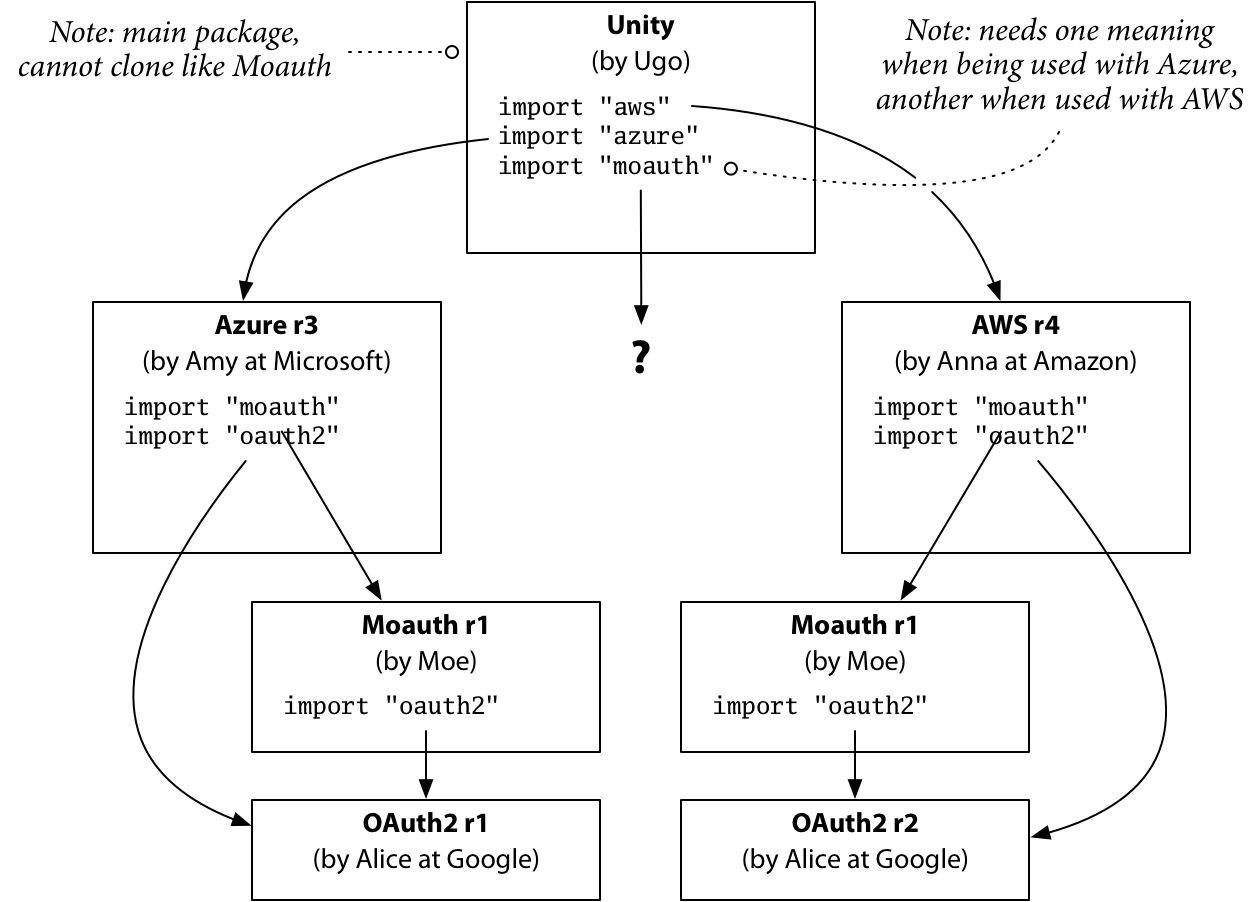 Note: main package,
cannot clone like Moauth
Unity
(by Ugo)
import "aws"
import "azure"
import "moauth"
Note: needs one meaning
when being used with Azure,
another when used with AWS
Azure r3
(by Amy at Microsoft)
import "moauth"
import "oauth2"
?
AWS r4
(by Anna at Amazon)
import "moauth"
import "oauth2"
Moauth r1
(by Moe)
import "oauth2"
Moauth r1
(by Moe)
import "oauth2"
OAuth2 r1
(by Alice at Google)
OAuth2 r2
(by Alice at Google)